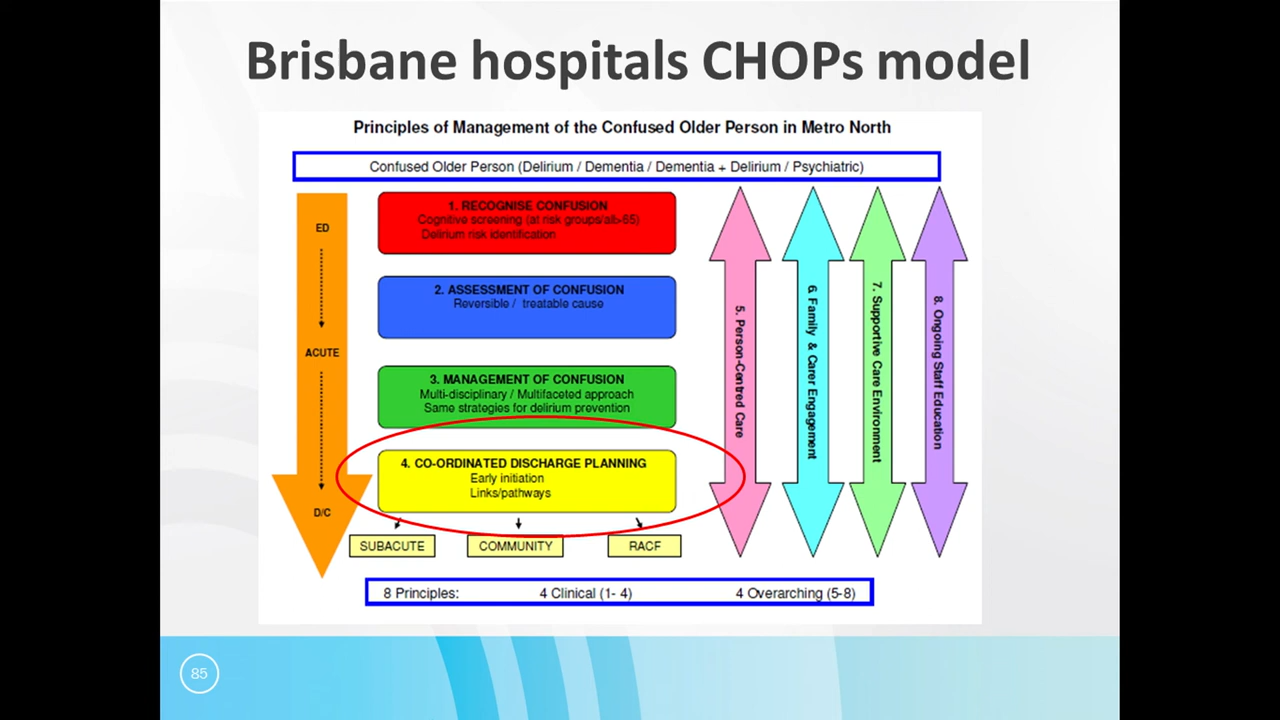 Brisbane hospitals CHOPs model
Principles of Management of the Confused Older Person in Metro North
Confused Older Person (Delirium / Dementia / Dementia + Delirium / Psychiatric)
ED
ACUTE
D/C
1. RECOGNISE CONFUSION
Cognitive screening (at risk groups/all>65)
Delirium risk identification
2. ASSESSMENT OF CONFUSION
Reversible / treatable cause
3. MANAGEMENT OF CONFUSION
Multi-disciplinary / Multifaceted approach
Same strategies for delirium prevention
4. CO-ORDINATED DISCHARGE PLANNING
Early initiation
Links/pathways
SUBACUTE
COMMUNITY
RACF
5. Person-Centred Care
6. Family & Carer Engagement
7. Supportive Care Environment
8. Ongoing Staff Education
8 Principles: 4 Clinical (1- 4) 4 Overarching (5-8)
85